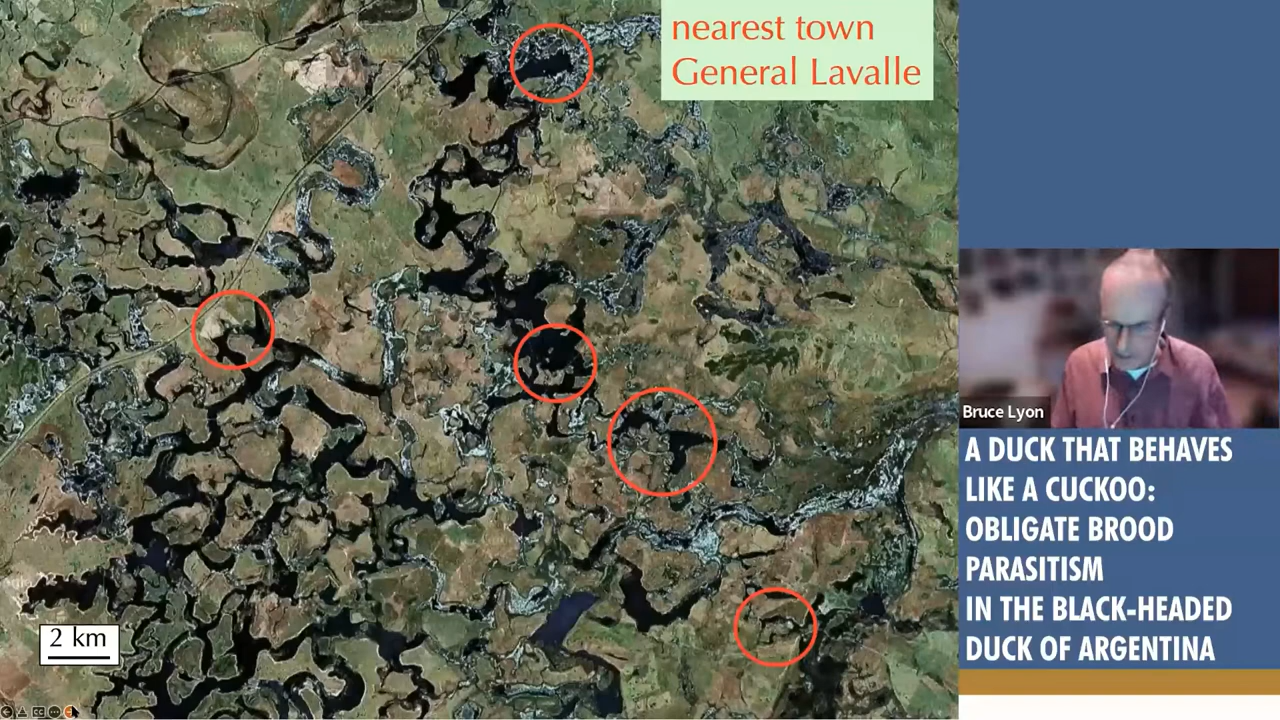 nearest town
General Lavalle
2 km
Bruce Lyon
A DUCK THAT BEHAVES
LIKE A CUCKOO:
OBLIGATE BROOD
PARASITISM
IN THE BLACK-HEADED
DUCK OF ARGENTINA